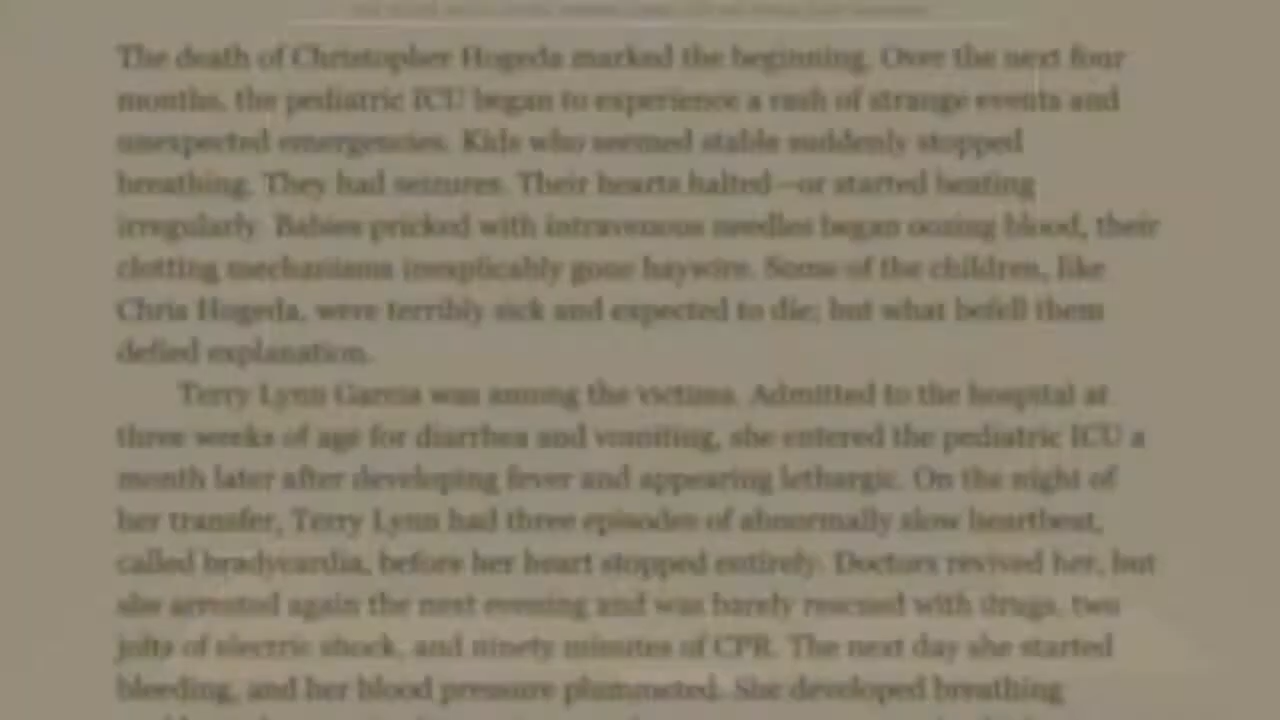 The death of Christopher Hogeda marked the beginning. Over the next four
months, the pediatric ICU began to experience a rash of strange events and
unexpected emergencies. Kids who seemed stable suddenly stopped
breathing. They had seizures. Their hearts halted—or started beating
irregularly. Babies pricked with intravenous needles began oozing blood, their
clotting mechanisms inexplicably gone haywire. Some of the children, like
Chris Hogeda, were terribly sick and expected to die; but what befell them
defied explanation.
Terry Lynn Garcia was among the victims. Admitted to the hospital at
three weeks of age for diarrhea and vomiting, she entered the pediatric ICU a
month later after developing fever and appearing lethargic. On the night of
her transfer, Terry Lynn had three episodes of abnormally slow heartbeat,
called bradycardia, before her heart stopped entirely. Doctors revived her, but
she arrested again the next evening and was barely rescued with drugs, two
jolts of electric shock, and ninety minutes of CPR. The next day she started
bleeding, and her blood pressure plummeted. She developed breathing